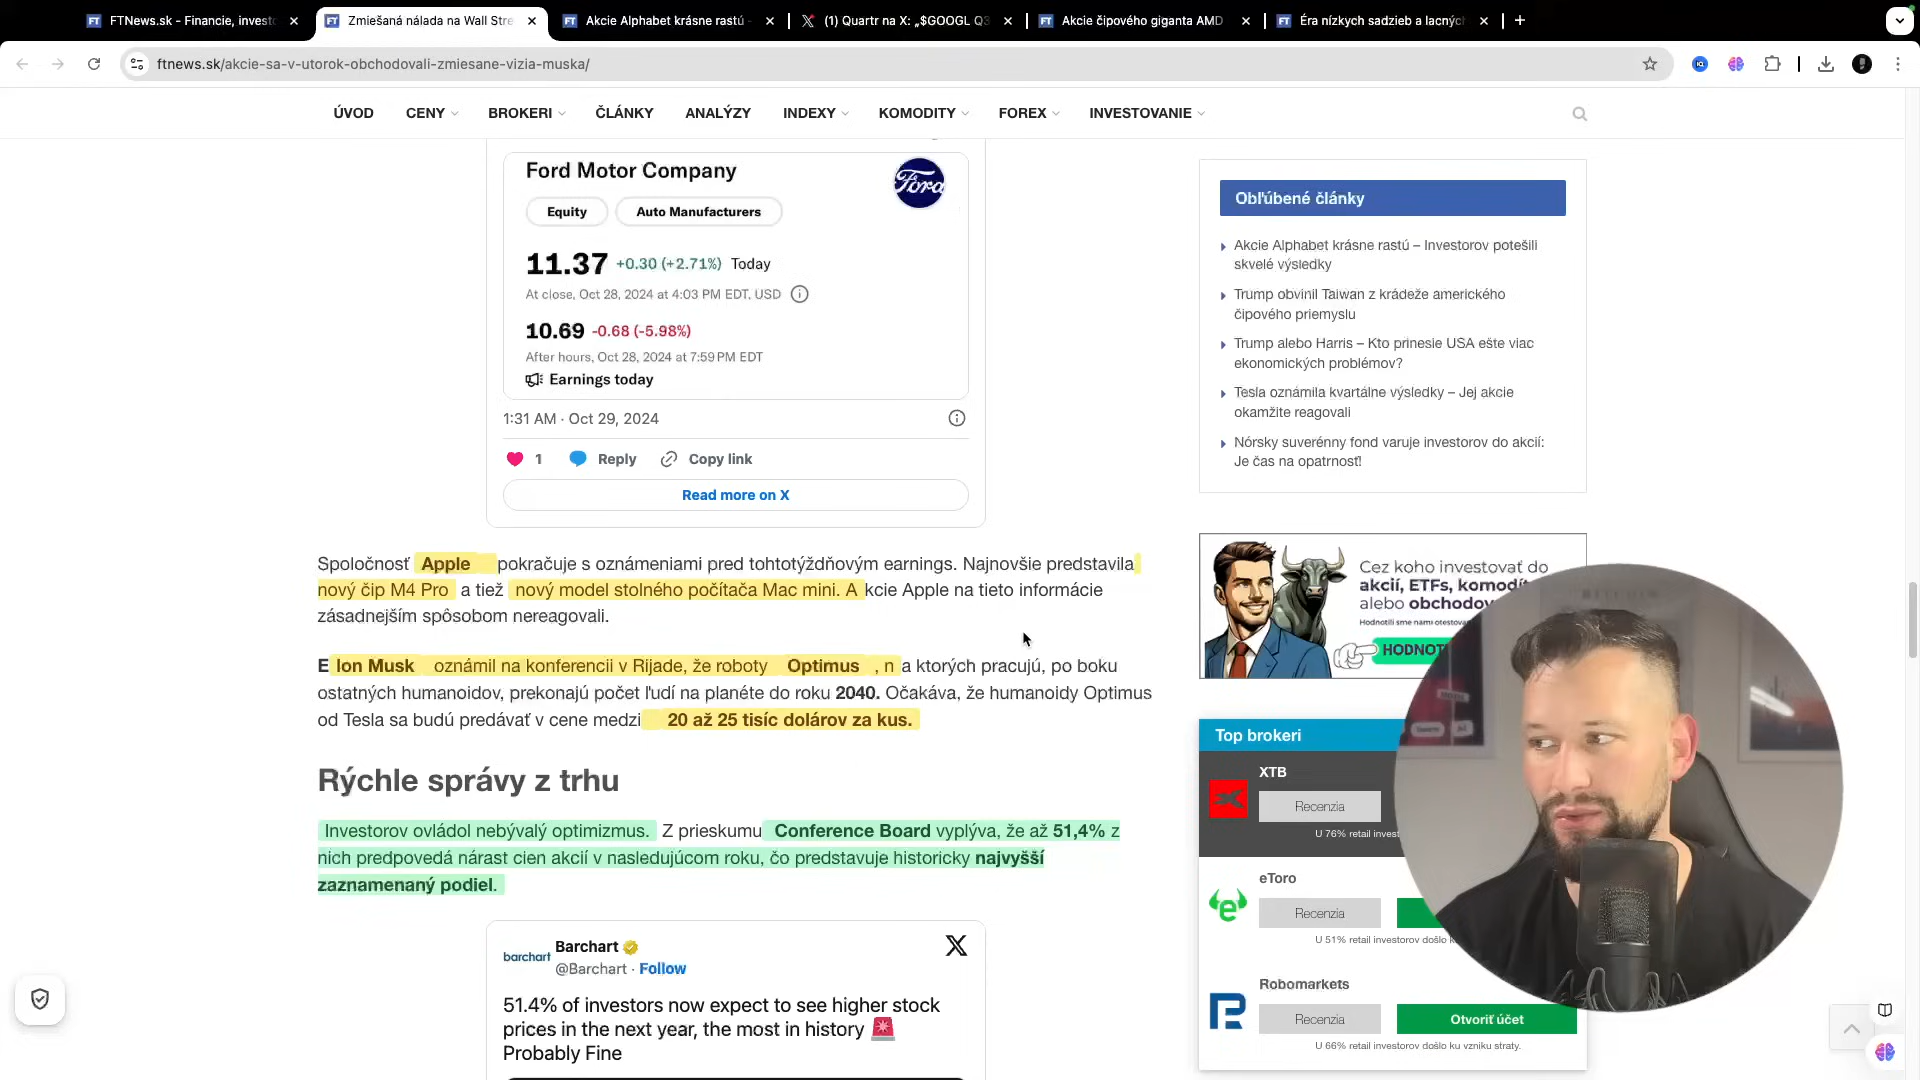 FTNews.sk - Financie, invest
Zmiešaná nálada na Wall Stre
Akcie Alphabet krásne rastú -
(1) Quartr na X: „$GOOGL Q3
Akcie čipového giganta AMD
Éra nízkych sadzieb a lacných
ftnews.sk/akcie-sa-v-utorok-obchodovali-zmiesane-vizia-muska/
ÚVOD CENY BROKERI ČLÁNKY ANALÝZY INDEXY KOMODITY FOREX INVESTOVANIE
Ford Motor Company
Ford
Equity Auto Manufacturers
11.37 +0.30 (+2.71%) Today
At close, Oct 28, 2024 at 4:03 PM EDT, USD
10.69 -0.68 (-5.98%)
After hours, Oct 28, 2024 at 7:59 PM EDT
Earnings today
1:31 AM · Oct 29, 2024
1 Reply Copy link
Read more on X
Spoločnosť Apple pokračuje s oznámeniami pred tohtotýždňovým earnings. Najnovšie predstavila
nový čip M4 Pro a tiež nový model stolného počítača Mac mini. Akcie Apple na tieto informácie
zásadnejším spôsobom nereagovali.
Elon Musk oznámil na konferencii v Rijade, že roboty Optimus, na ktorých pracujú, po boku
ostatných humanoidov, prekonajú počet ľudí na planéte do roku 2040. Očakáva, že humanoidy Optimus
od Tesla sa budú predávať v cene medzi 20 až 25 tisíc dolárov za kus.
Rýchle správy z trhu
Investorov ovládol nebývalý optimizmus. Z prieskumu Conference Board vyplýva, že až 51,4% z
nich predpovedá nárast cien akcií v nasledujúcom roku, čo predstavuje historicky najvyšší
zaznamenaný podiel.
barchart
Barchart
@Barchart · Follow
51.4% of investors now expect to see higher stock
prices in the next year, the most in history
Probably Fine
Obľúbené články
Akcie Alphabet krásne rastú – Investorov potešili
skvelé výsledky
Trump obvinil Taiwan z krádeže amerického
čipového priemyslu
Trump alebo Harris – Kto prinesie USA ešte viac
ekonomických problémov?
Tesla oznámila kvartálne výsledky – Jej akcie
okamžite reagovali
Nórsky suverénny fond varuje investorov do akcií:
Je čas na opatrnosť!
Cez koho investovať do
akcií, ETFs, komodít
alebo obchodov
HODNOT
Top brokeri
XTB
Recenzia
U 76% retail invest
eToro
Recenzia
U 51% retail investorov došlo k
Robomarkets
Recenzia Otvoriť účet
U 66% retail investorov došlo ku vzniku straty.